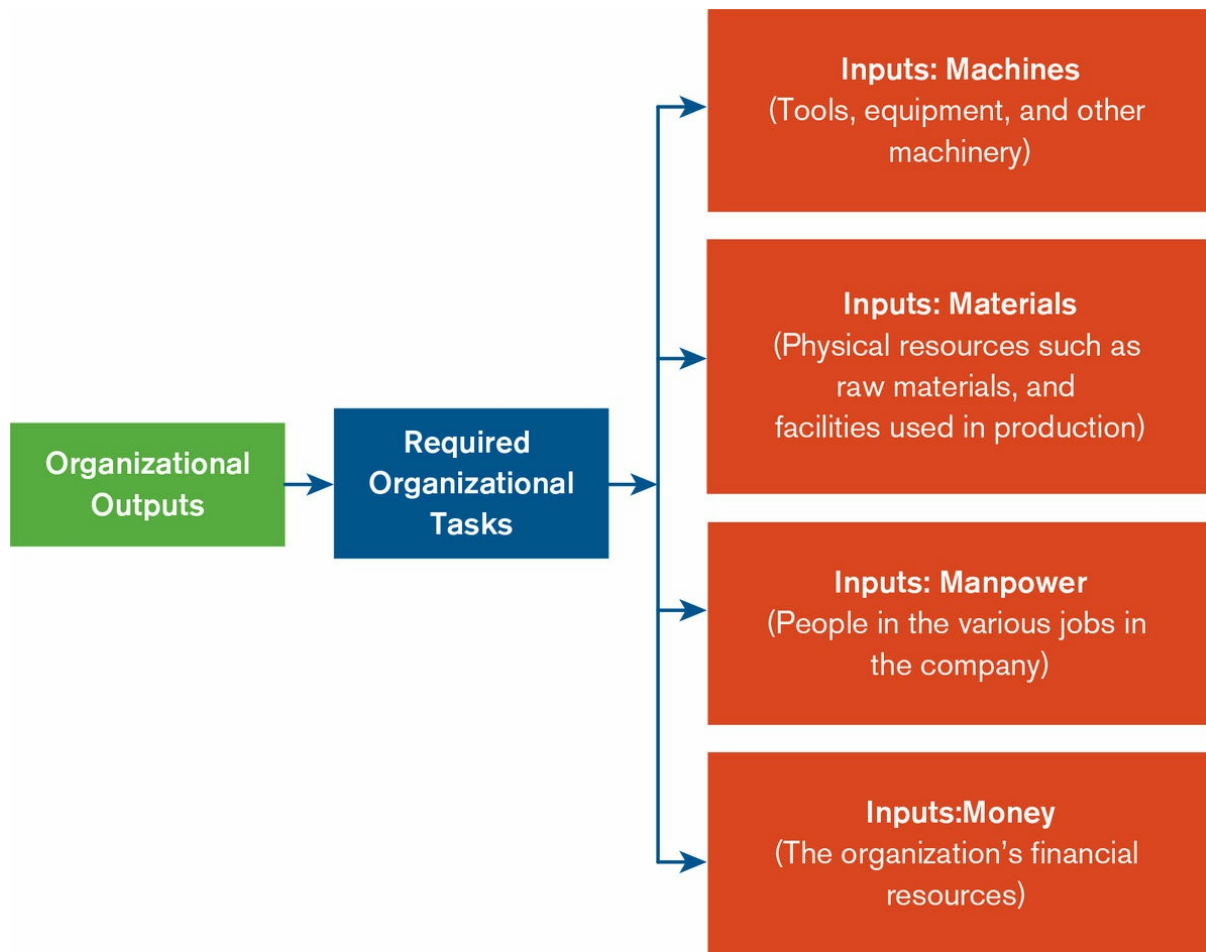 Organizational
Outputs
Required
Organizational
Tasks
Inputs: Machines
(Tools, equipment, and other
machinery)
Inputs: Materials
(Physical resources such as
raw materials, and
facilities used in production)
Inputs: Manpower
(People in the various jobs in
the company)
Inputs:Money
(The organization’s financial
resources)